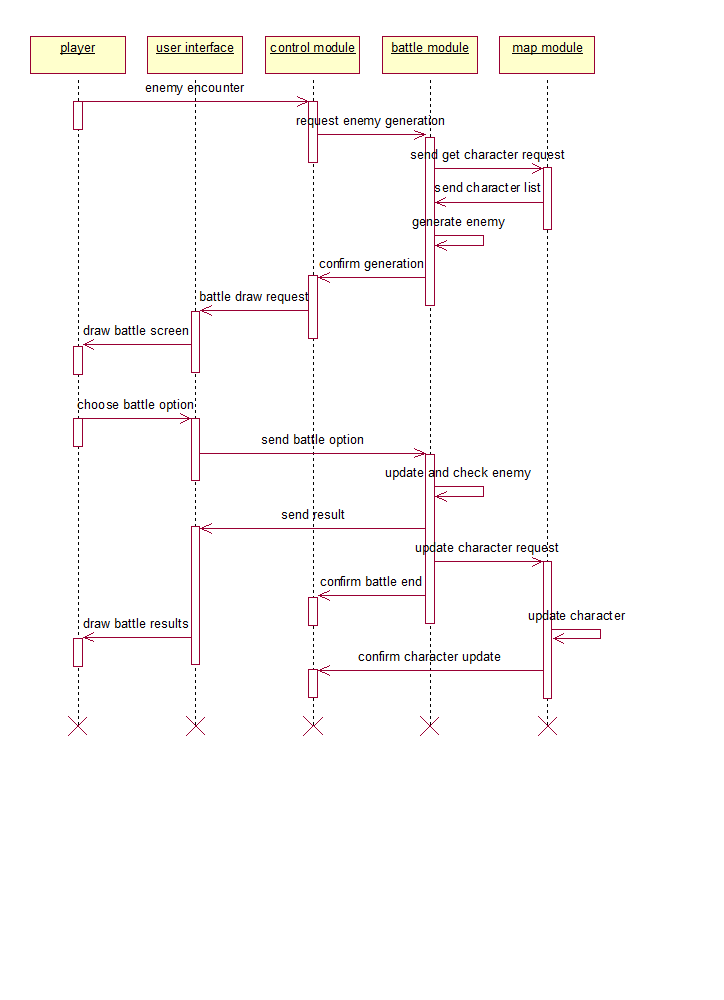 player
user interface
control module
battle module
map module
enemy encounter
request enemy generation
send get character request
send character list
generate enemy
confirm generation
battle draw request
draw battle screen
choose battle option
send battle option
update and check enemy
send result
update character request
confirm battle end
update character
draw battle results
confirm character update